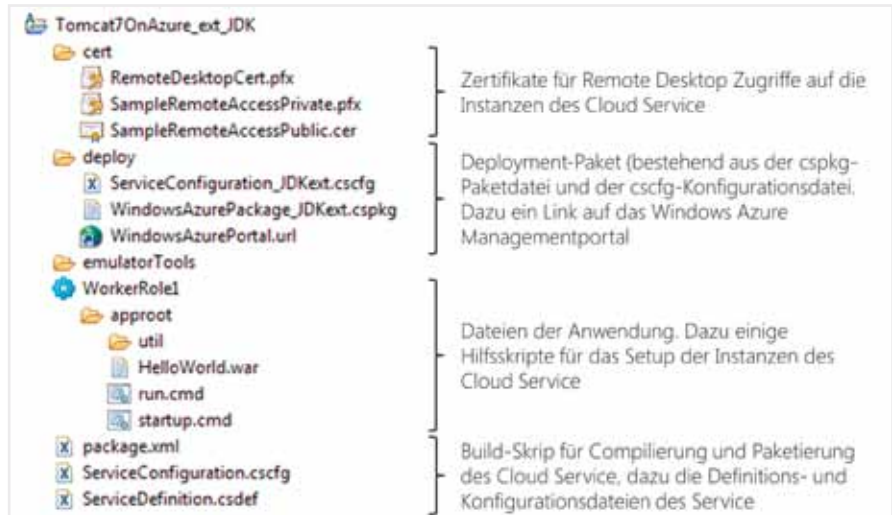 Tomcat7OnAzure_ext_JDK
cert
RemoteDesktopCert.pfx
SampleRemoteAccessPrivate.pfx
SampleRemoteAccessPublic.cer
Zertifikate für Remote Desktop Zugriffe auf die
Instanzen des Cloud Service
deploy
ServiceConfiguration_JDKext.cscfg
WindowsAzurePackage_JDKext.cspkg
WindowsAzurePortal.url
Deployment-Paket (bestehend aus der cspkg-
Paketdatei und der cscfg-Konfigurationsdatei.
Dazu ein Link auf das Windows Azure
Managementportal
emulatorTools
WorkerRole1
approot
util
HelloWorld.war
run.cmd
startup.cmd
Dateien der Anwendung. Dazu einige
Hilfsskripte für das Setup der Instanzen des
Cloud Service
package.xml
ServiceConfiguration.cscfg
ServiceDefinition.csdef
Build-Skrip für Compilierung und Paketierung
des Cloud Service, dazu die Definitions- und
Konfigurationsdateien des Service